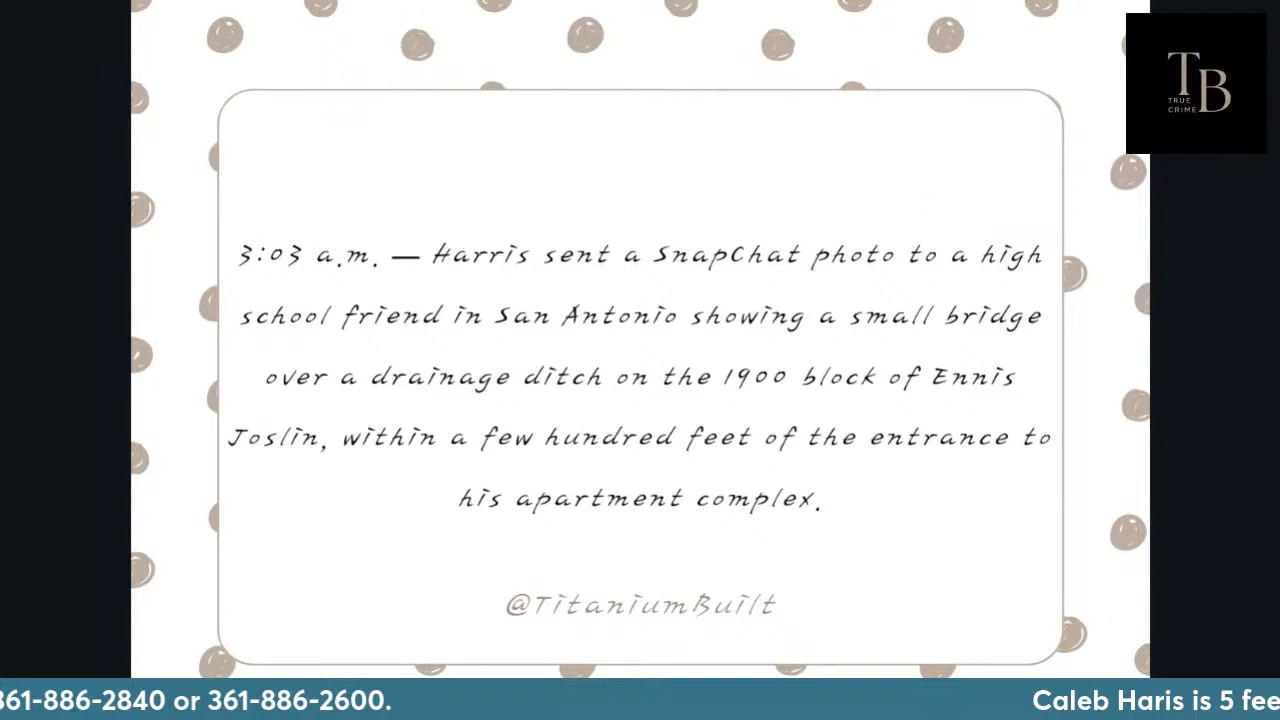 TB
TRUE
CRIME
3:03 a.m. — Harris sent a SnapChat photo to a high
school friend in San Antonio showing a small bridge
over a drainage ditch on the 1900 block of Ennis
Joslin, within a few hundred feet of the entrance to
his apartment complex.
@TitaniumBuilt
361-886-2840 or 361-886-2600.
Caleb Haris is 5 fee